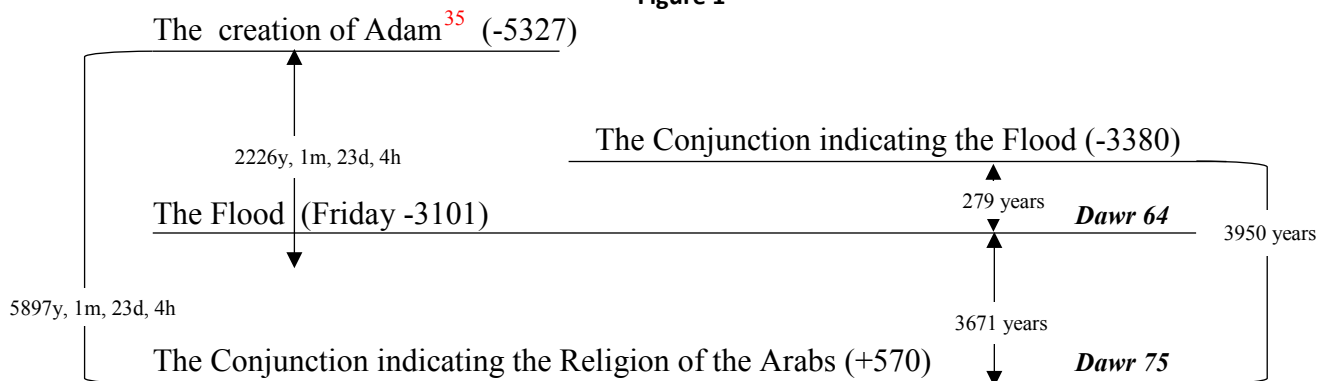 Figure 1
The creation of Adam35 (-5327)
The Conjunction indicating the Flood (-3380)
2226y, 1m, 23d, 4h
279 years
The Flood (Friday -3101)
Dawr 64
3950 years
5897y, 1m, 23d, 4h
3671 years
The Conjunction indicating the Religion of the Arabs (+570)
Dawr 75